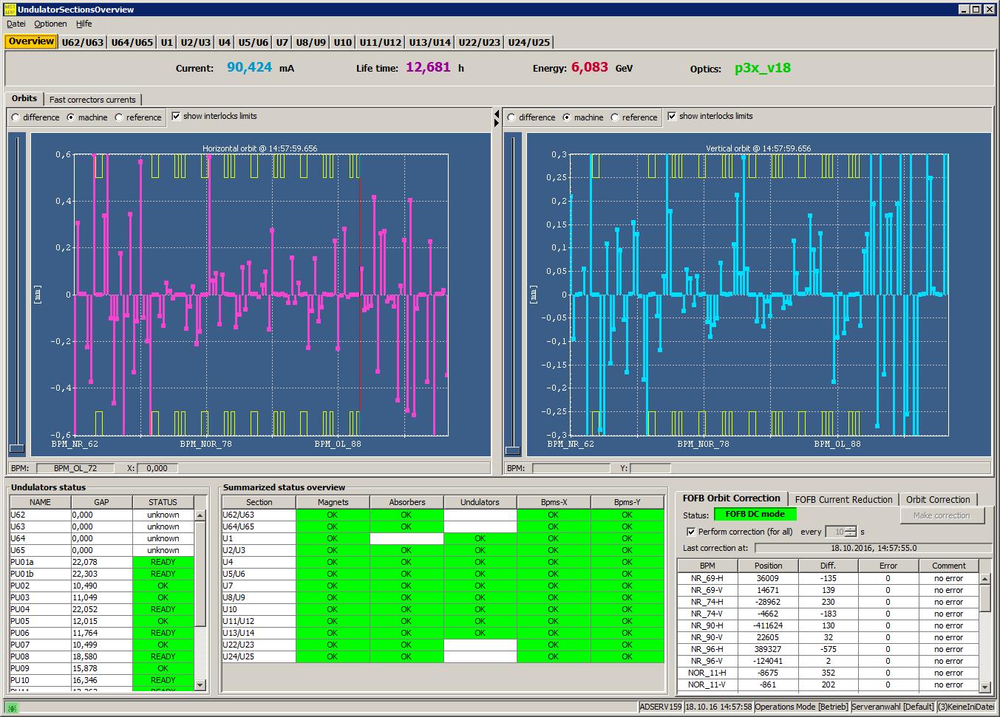 MST APP UndulatorSectionsOverview
Datei Optionen Hilfe
Overview U62/U63 U64/U65 U1 U2/U3 U4 U5/U6 U7 U8/U9 U10 U11/U12 U13/U14 U22/U23 U24/U25
Current: 90,424 mA Life time: 12,681 h Energy: 6,083 GeV Optics: p3x_v18
Orbits Fast correctors currents
difference machine reference show interlocks limits difference machine reference show interlocks limits
Horizontal orbit @ 14:57:59.656
0,6
0,4
0,2
0
-0,2
-0,4
-0,6
[mm]
BPM_NR_62 BPM_NOR_78 BPM_OL_88
BPM: BPM_OL_72 X: 0,000
Vertical orbit @ 14:57:59.656
0,3
0,25
0,2
0,15
0,1
0,05
0
-0,05
-0,1
-0,15
-0,2
-0,25
-0,3
[mm]
BPM_NR_62 BPM_NOR_78 BPM_OL_88
BPM: Y:
Undulators status
NAME GAP STATUS
U62 0,000 unknown
U63 0,000 unknown
U64 0,000 unknown
U65 0,000 unknown
PU01a 22,078 READY
PU01b 22,303 READY
PU02 10,490 OK
PU03 11,049 OK
PU04 22,052 READY
PU05 12,015 OK
PU06 11,764 READY
PU07 10,499 OK
PU08 18,580 READY
PU09 15,878 OK
PU10 16,346 READY
Summarized status overview
Section Magnets Absorbers Undulators Bpms-X Bpms-Y
U62/U63 OK OK OK OK
U64/U65 OK OK OK OK
U1 OK OK OK OK
U2/U3 OK OK OK OK OK
U4 OK OK OK OK OK
U5/U6 OK OK OK OK OK
U7 OK OK OK OK OK
U8/U9 OK OK OK OK OK
U10 OK OK OK OK OK
U11/U12 OK OK OK OK OK
U13/U14 OK OK OK OK OK
U22/U23 OK OK OK OK
U24/U25 OK OK OK OK
FOFB Orbit Correction FOFB Current Reduction Orbit Correction
Status: FOFB DC mode Make correction
Perform correction (for all) every 10 s
Last correction at: 18.10.2016, 14:57:55.0
BPM Position Diff. Error Comment
NR_69-H 36009 -135 0 no error
NR_69-V 14671 139 0 no error
NR_74-H -28962 230 0 no error
NR_74-V -4662 -183 0 no error
NR_90-H -411624 130 0 no error
NR_90-V 22605 32 0 no error
NR_96-H 389327 -575 0 no error
NR_96-V -124041 2 0 no error
NOR_11-H -8675 352 0 no error
NOR_11-V -861 202 0 no error
ADSERV159 18.10.16 14:57:58 Operations Mode [Betrieb] Serveranwahl [Default] (3)KeineIniDatei